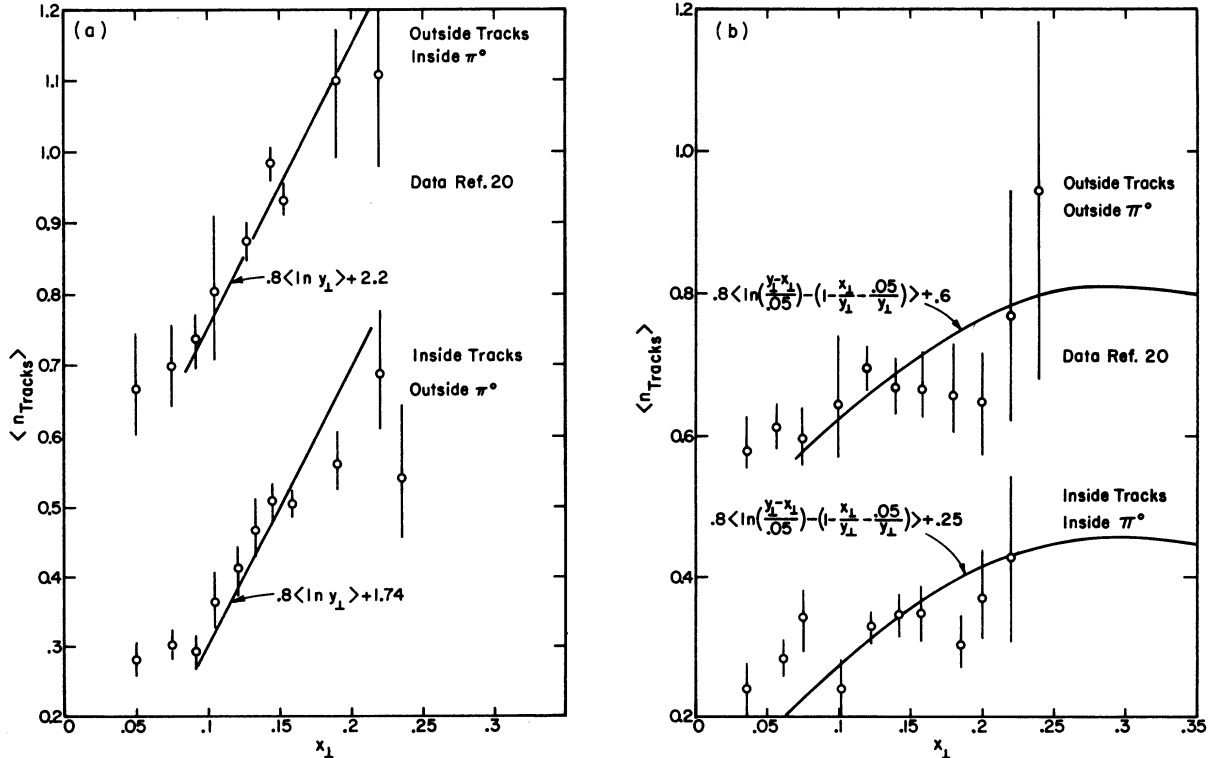 (a)
Outside Tracks
Inside π°
Data Ref. 20
.8<ln y⊥>+2.2
Inside Tracks
Outside π°
.8<ln y⊥>+1.74
<nTracks>
1.2
1.1
1.0
0.9
0.8
0.7
0.6
0.5
0.4
0.3
0.2
0 .05 .1 .15 .2 .25 .3
x⊥
(b)
Outside Tracks
Outside π°
.8<ln(y⊥-x⊥/.05)-(1-x⊥/y⊥-.05/y⊥)>+.6
Data Ref. 20
Inside Tracks
Inside π°
.8<ln(y⊥-x⊥/.05)-(1-x⊥/y⊥-.05/y⊥)>+.25
<nTracks>
1.2
1.0
0.8
0.6
0.4
0.2
0 .05 .1 .15 .2 .25 .3 .35
x⊥